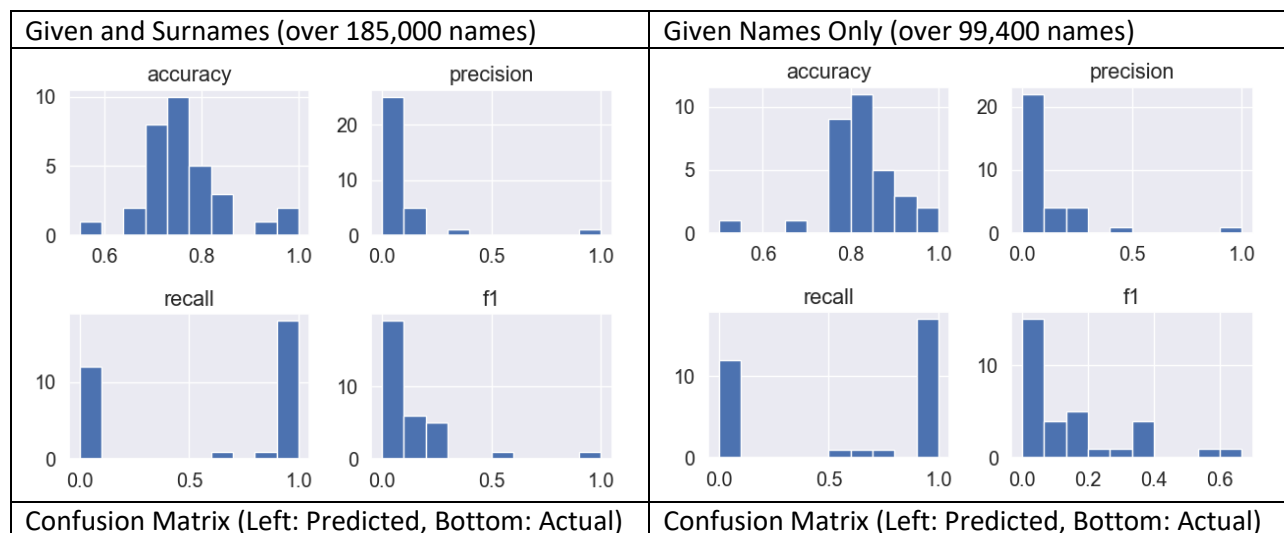 Given and Surnames (over 185,000 names)
accuracy
precision
10
5
0
0.6 0.8 1.0
20
10
0
0.0 0.5 1.0
recall
f1
10
0
0.0 0.5 1.0
10
0
0.0 0.5 1.0
Confusion Matrix (Left: Predicted, Bottom: Actual)
Given Names Only (over 99,400 names)
accuracy
precision
10
5
0
0.6 0.8 1.0
20
10
0
0.0 0.5 1.0
recall
f1
10
0
0.0 0.5 1.0
10
0
0.0 0.2 0.4 0.6
Confusion Matrix (Left: Predicted, Bottom: Actual)